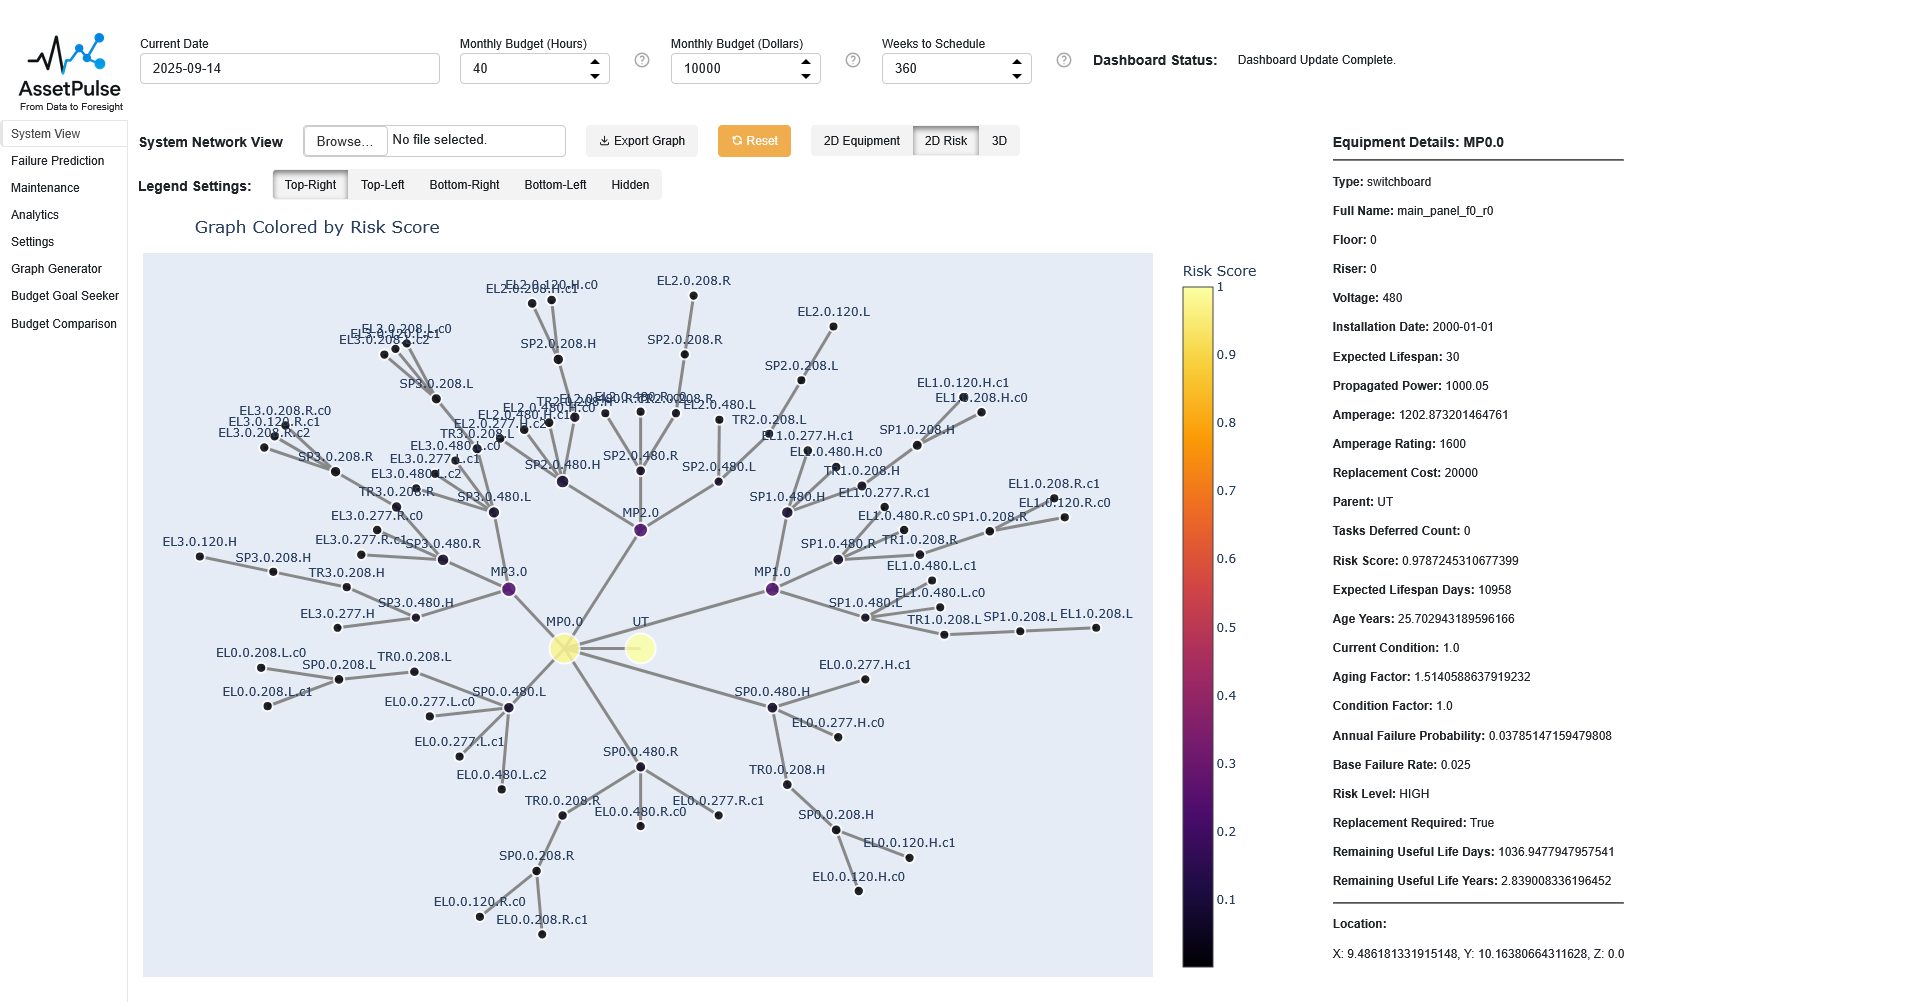 AssetPulse
From Data to Foresight
Current Date
2025-09-14
Monthly Budget (Hours)
40
Monthly Budget (Dollars)
10000
Weeks to Schedule
360
Dashboard Status:
Dashboard Update Complete.
System View
Failure Prediction
Maintenance
Analytics
Settings
Graph Generator
Budget Goal Seeker
Budget Comparison
System Network View
Browse...
No file selected.
Export Graph
Reset
2D Equipment
2D Risk
3D
Legend Settings:
Top-Right
Top-Left
Bottom-Right
Bottom-Left
Hidden
Graph Colored by Risk Score
EL2.0.120.H.c0
EL2.0.208.H.c1
EL2.0.208.R
EL2.0.120.L
EL3.0.208.L.c0
EL3.0.120.L.c1
EL3.0.208.L.c2
SP2.0.208.H
SP2.0.208.R
SP2.0.208.L
SP3.0.208.L
EL1.0.120.H.c1
EL1.0.208.H.c0
TR2.0.208.H
EL2.0.480.R.c0
TR2.0.208.R
EL2.0.480.L
EL2.0.480.H.c0
EL2.0.480.H.c1
EL2.0.277.H.c2
TR2.0.208.L
EL3.0.208.R.c0
EL3.0.120.R.c1
EL3.0.208.R.c2
TR3.0.208.L
EL3.0.480.L.c0
EL3.0.277.L.c1
EL3.0.480.L.c2
EL1.0.277.H.c1
EL1.0.480.H.c0
SP1.0.208.H
SP3.0.208.R
SP2.0.480.H
SP2.0.480.R
SP2.0.480.L
TR1.0.208.H
TR3.0.208.R
SP3.0.480.L
SP1.0.480.H
EL1.0.277.R.c1
EL1.0.208.R.c1
EL1.0.120.R.c0
EL3.0.277.R.c0
MP2.0
EL1.0.480.R.c0
SP1.0.208.R
EL3.0.120.H
EL3.0.277.R.c1
SP3.0.480.R
SP1.0.480.R
TR1.0.208.R
SP3.0.208.H
TR3.0.208.H
MP3.0
MP1.0
EL1.0.480.L.c1
EL1.0.480.L.c0
EL3.0.277.H
SP3.0.480.H
SP1.0.480.L
TR1.0.208.L
SP1.0.208.L
EL1.0.208.L
MP0.0
UT
EL0.0.208.L.c0
SP0.0.208.L
TR0.0.208.L
EL0.0.277.H.c1
EL0.0.208.L.c1
EL0.0.277.L.c0
SP0.0.480.L
SP0.0.480.H
EL0.0.277.H.c0
EL0.0.277.L.c1
SP0.0.480.R
EL0.0.480.L.c2
TR0.0.208.H
TR0.0.208.R
EL0.0.480.R.c0
EL0.0.277.R.c1
SP0.0.208.H
EL0.0.120.H.c1
SP0.0.208.R
EL0.0.120.H.c0
EL0.0.120.R.c0
EL0.0.208.R.c1
Risk Score
1
0.9
0.8
0.7
0.6
0.5
0.4
0.3
0.2
0.1
Equipment Details: MP0.0
Type: switchboard
Full Name: main_panel_f0_r0
Floor: 0
Riser: 0
Voltage: 480
Installation Date: 2000-01-01
Expected Lifespan: 30
Propagated Power: 1000.05
Amperage: 1202.873201464761
Amperage Rating: 1600
Replacement Cost: 20000
Parent: UT
Tasks Deferred Count: 0
Risk Score: 0.9787245310677399
Expected Lifespan Days: 10958
Age Years: 25.702943189596166
Current Condition: 1.0
Aging Factor: 1.5140588637919232
Condition Factor: 1.0
Annual Failure Probability: 0.03785147159479808
Base Failure Rate: 0.025
Risk Level: HIGH
Replacement Required: True
Remaining Useful Life Days: 1036.9477947957541
Remaining Useful Life Years: 2.839008336196452
Location:
X: 9.486181331915148, Y: 10.16380664311628, Z: 0.0